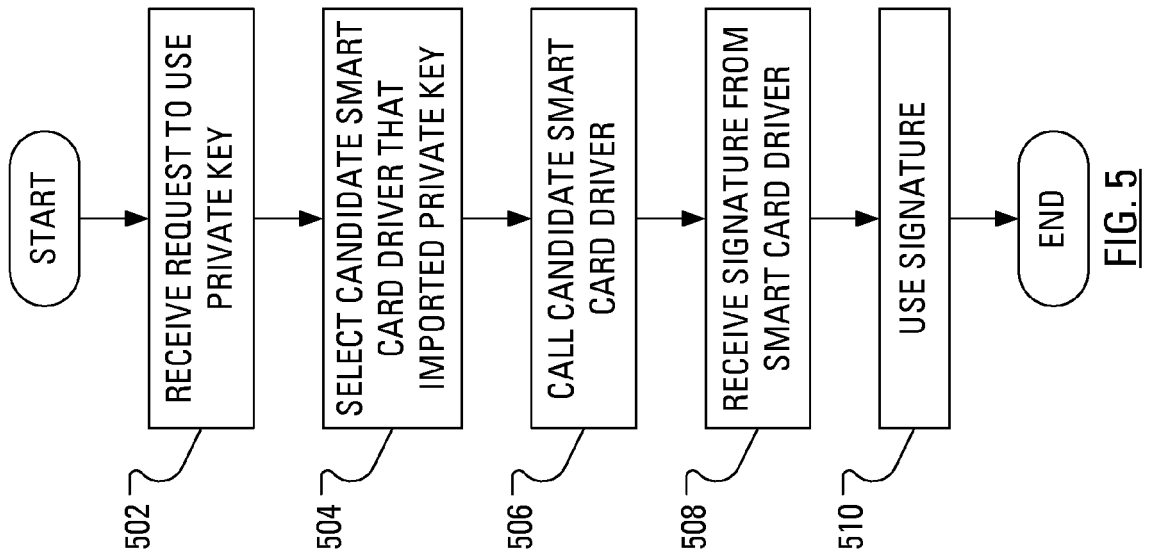 START
502
RECEIVE REQUEST TO USE
PRIVATE KEY
504
SELECT CANDIDATE SMART
CARD DRIVER THAT
IMPORTED PRIVATE KEY
506
CALL CANDIDATE SMART
CARD DRIVER
508
RECEIVE SIGNATURE FROM
SMART CARD DRIVER
510
USE SIGNATURE
END
FIG. 5